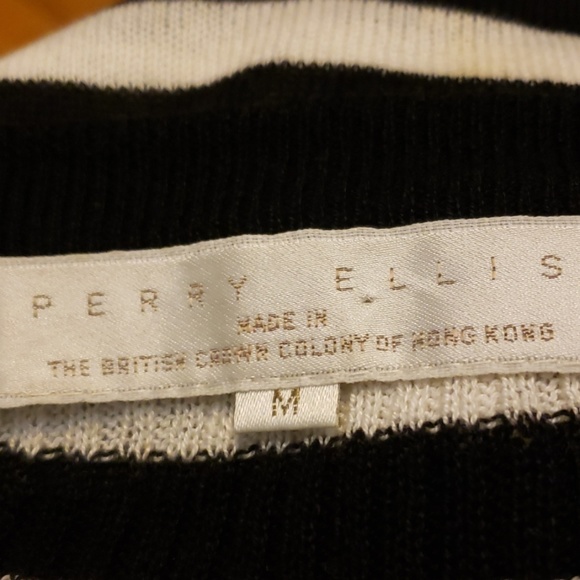 PERRY ELLIS
MADE IN
THE BRITISH CROWN COLONY OF HONG KONG
M